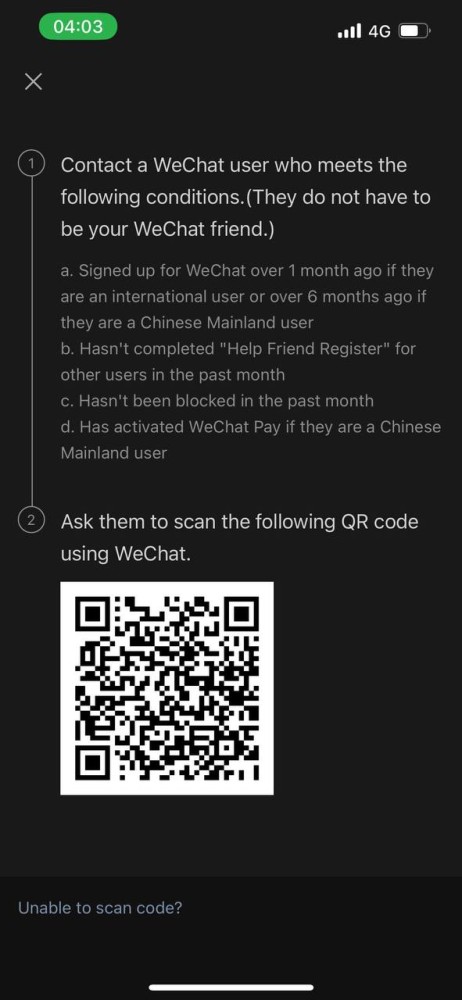 04:03
4G
1
Contact a WeChat user who meets the
following conditions.(They do not have to
be your WeChat friend.)
a. Signed up for WeChat over 1 month ago if they
are an international user or over 6 months ago if
they are a Chinese Mainland user
b. Hasn't completed "Help Friend Register" for
other users in the past month
c. Hasn't been blocked in the past month
d. Has activated WeChat Pay if they are a Chinese
Mainland user
2
Ask them to scan the following QR code
using WeChat.
Unable to scan code?